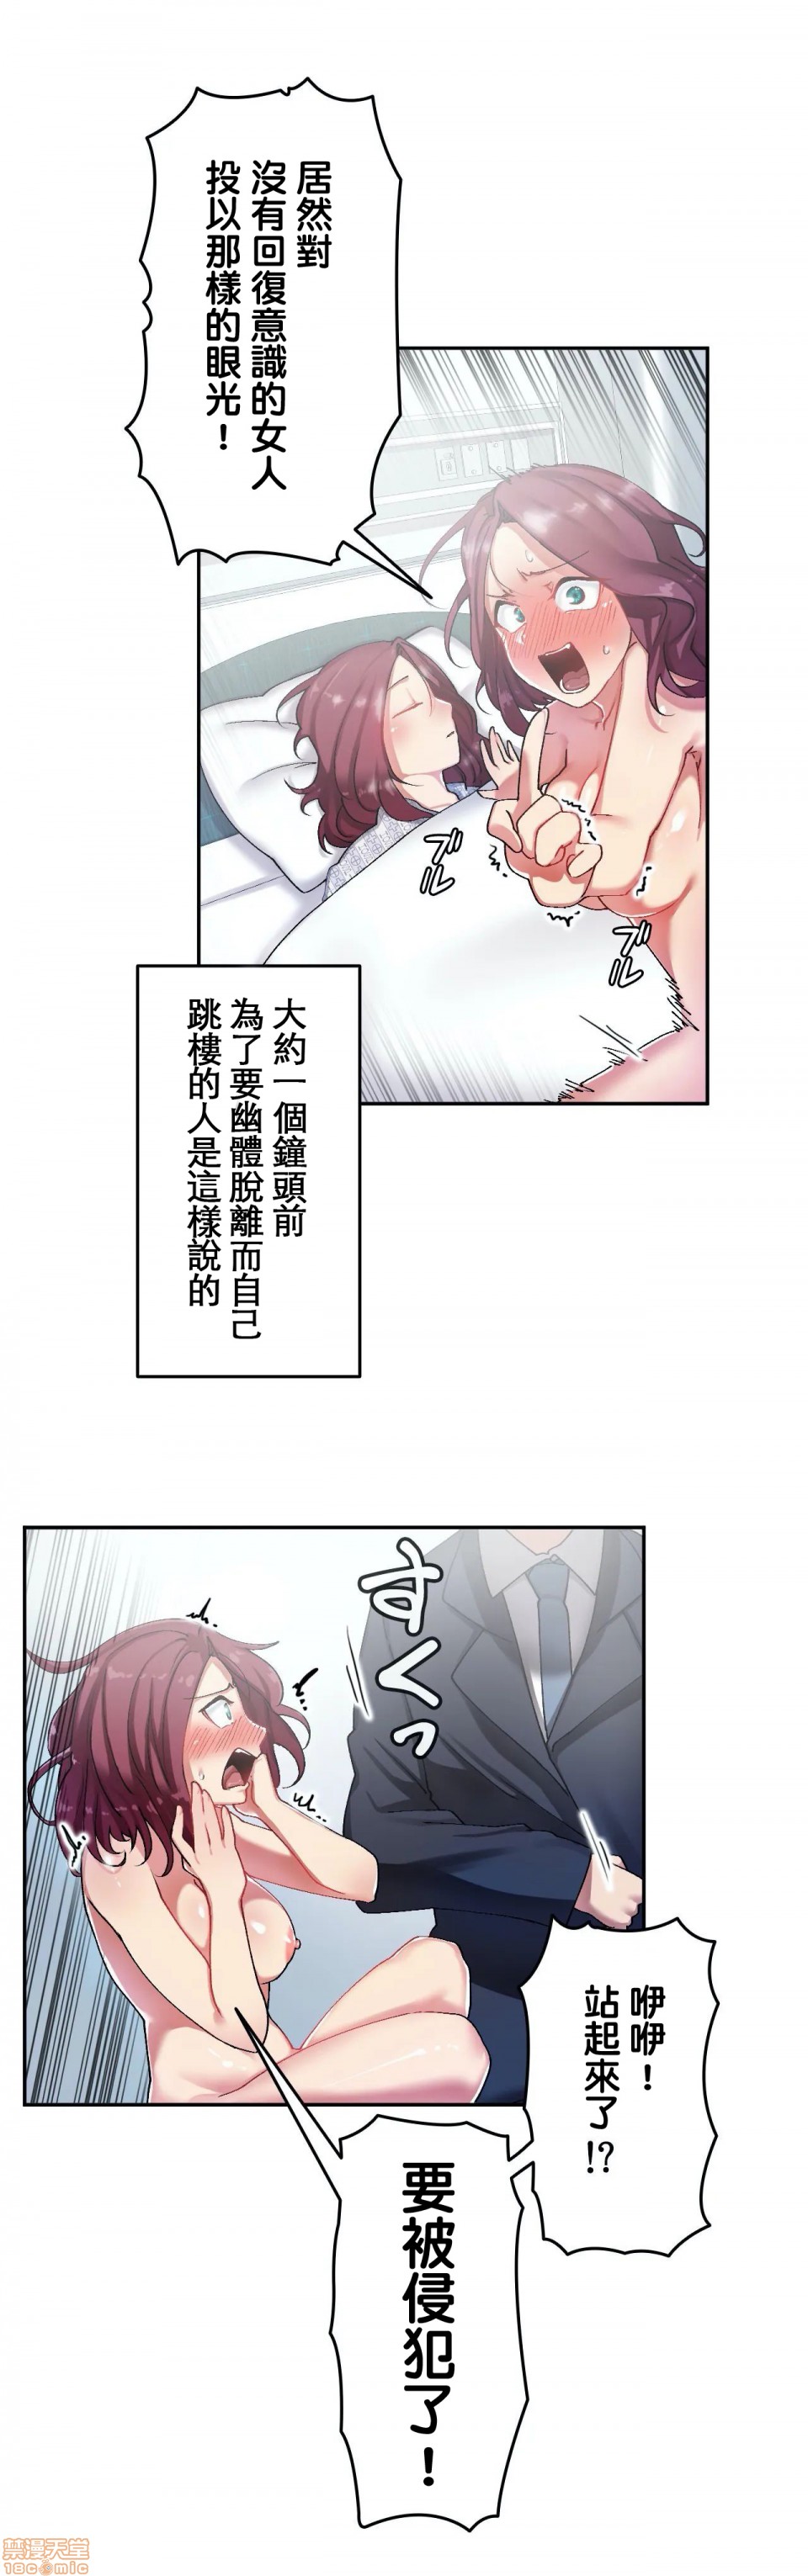 居然對
沒有回復意識的女人
投以那樣的眼光！
ブル
ブル
大約一個鐘頭前
為了要幽體脫離而自己
跳樓的人是這樣說的
すくっ
咿咿！
站起來了!?
要被侵犯了！
禁漫天堂
18comic